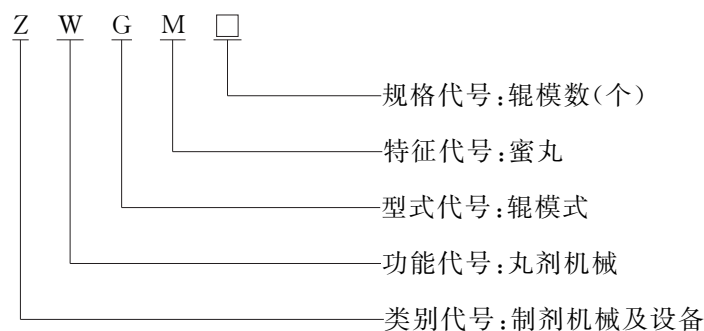 Z W G M □
规格代号:辊模数(个)
特征代号:蜜丸
型式代号:辊模式
功能代号:丸剂机械
类别代号:制剂机械及设备